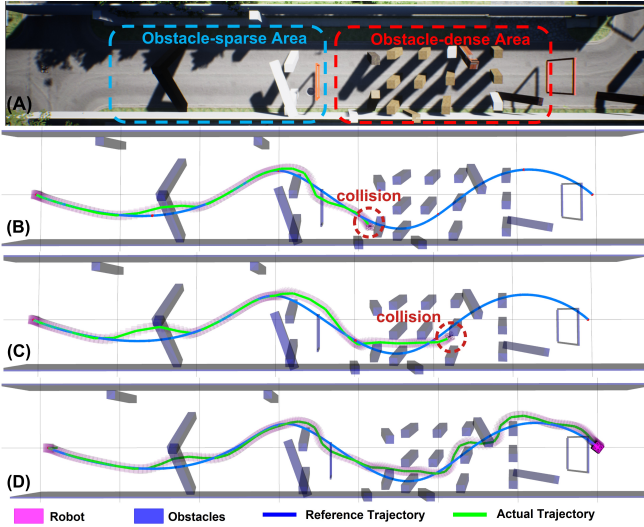 Obstacle-sparse Area
Obstacle-dense Area
(A)
collision
(B)
collision
(C)
(D)
Robot
Obstacles
Reference Trajectory
Actual Trajectory